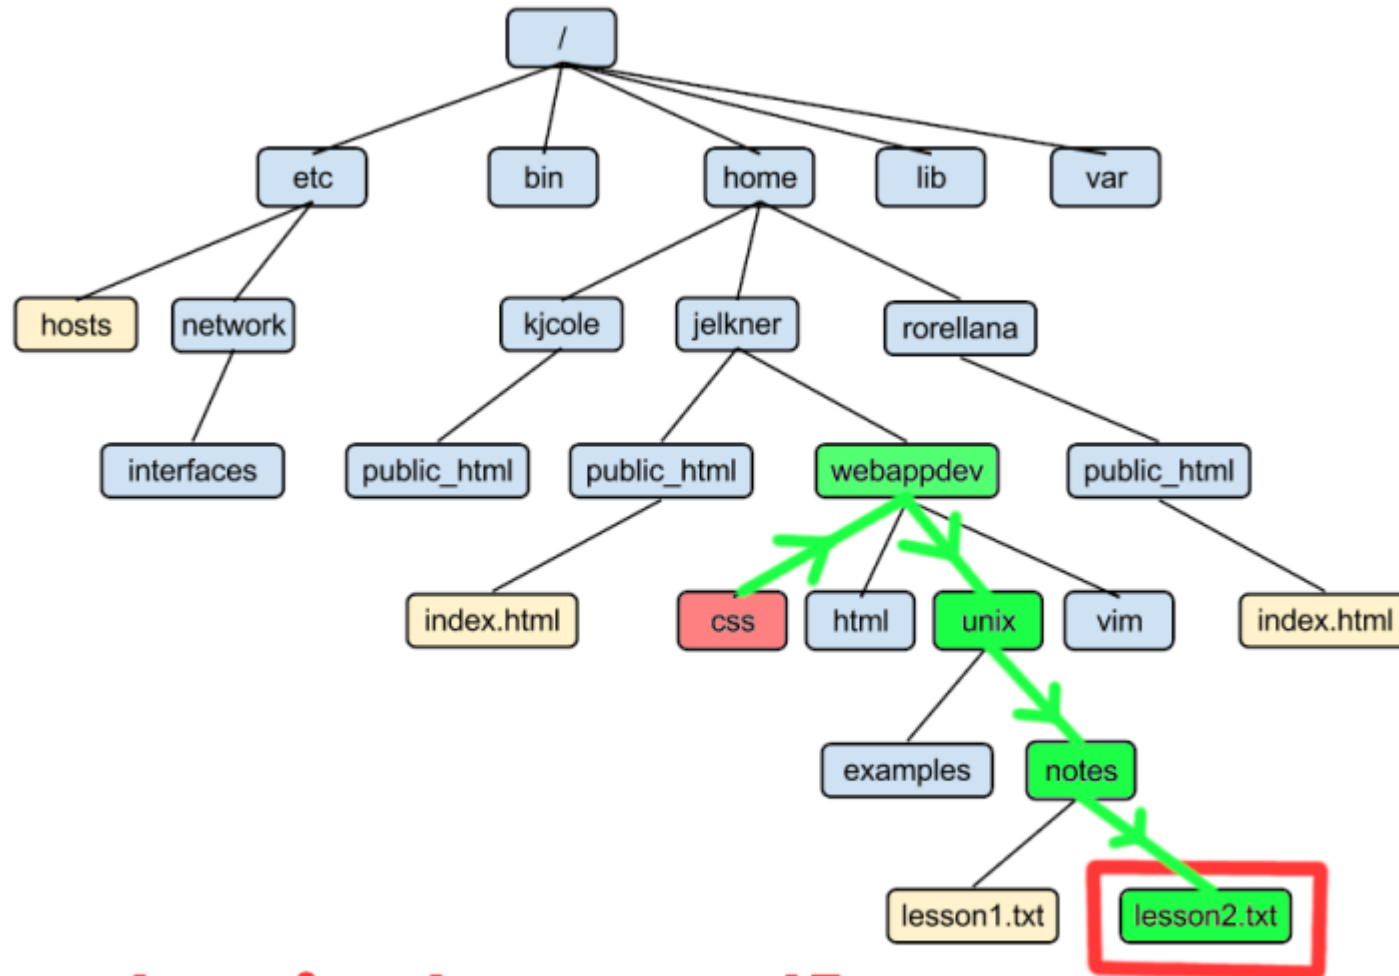 /
etc bin home lib var
hosts network kjcole jelkner rorellana
interfaces public_html public_html webappdev public_html
index.html css html unix vim index.html
examples notes
lesson1.txt lesson2.txt